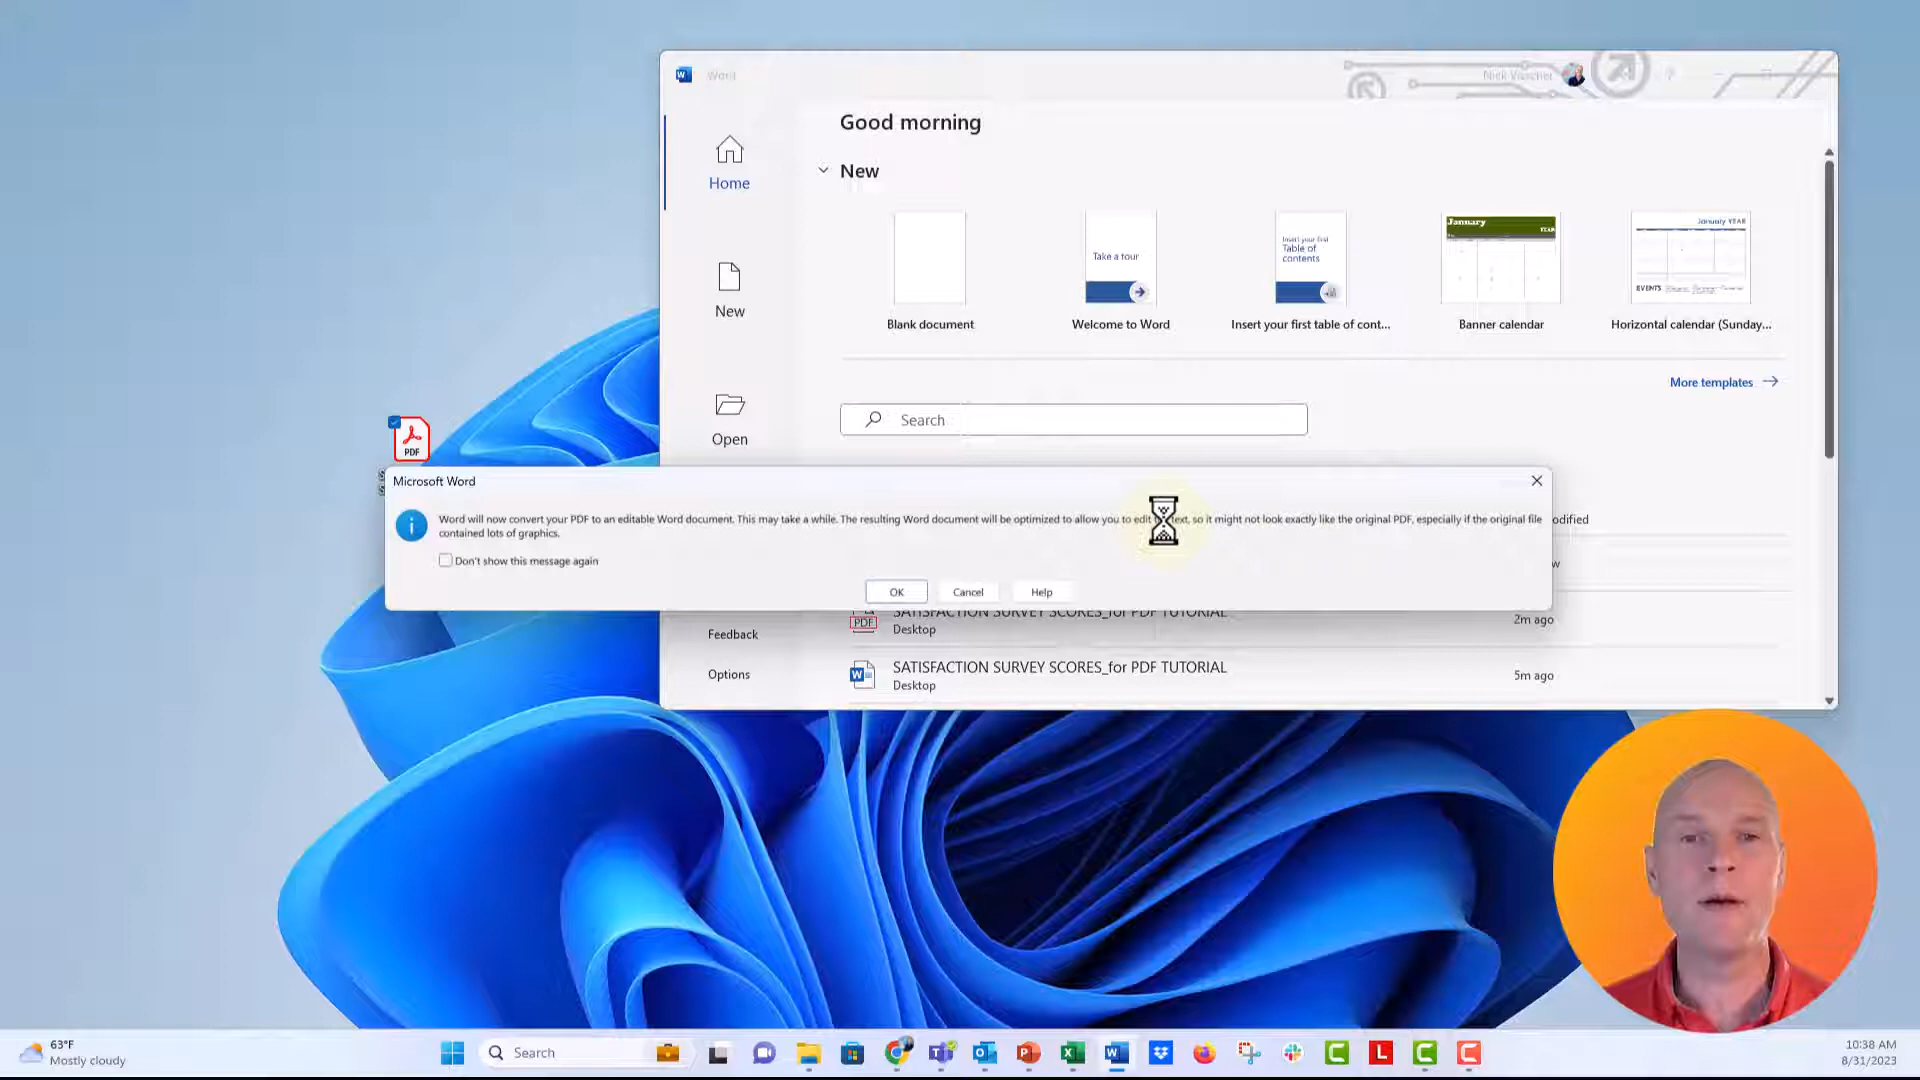 Word
Nick Visscher
Good morning
Home
New
January
YEAR
January YEAR
Take a tour
Insert your first
Table of
contents
EVENTS
New
Blank document
Welcome to Word
Insert your first table of cont...
Banner calendar
Horizontal calendar (Sunday...
More templates
Search
Open
PDF
Microsoft Word
Word will now convert your PDF to an editable Word document. This may take a while. The resulting Word document will be optimized to allow you to edit text, so it might not look exactly like the original PDF, especially if the original file
contained lots of graphics.
odified
Don't show this message again
w
OK
Cancel
Help
SATISFACTION SURVEY SCORES_for PDF TUTORIAL
PDF
Desktop
2m ago
Feedback
SATISFACTION SURVEY SCORES_for PDF TUTORIAL
Desktop
5m ago
Options
63°F
Mostly cloudy
Search
10:38 AM
8/31/2023